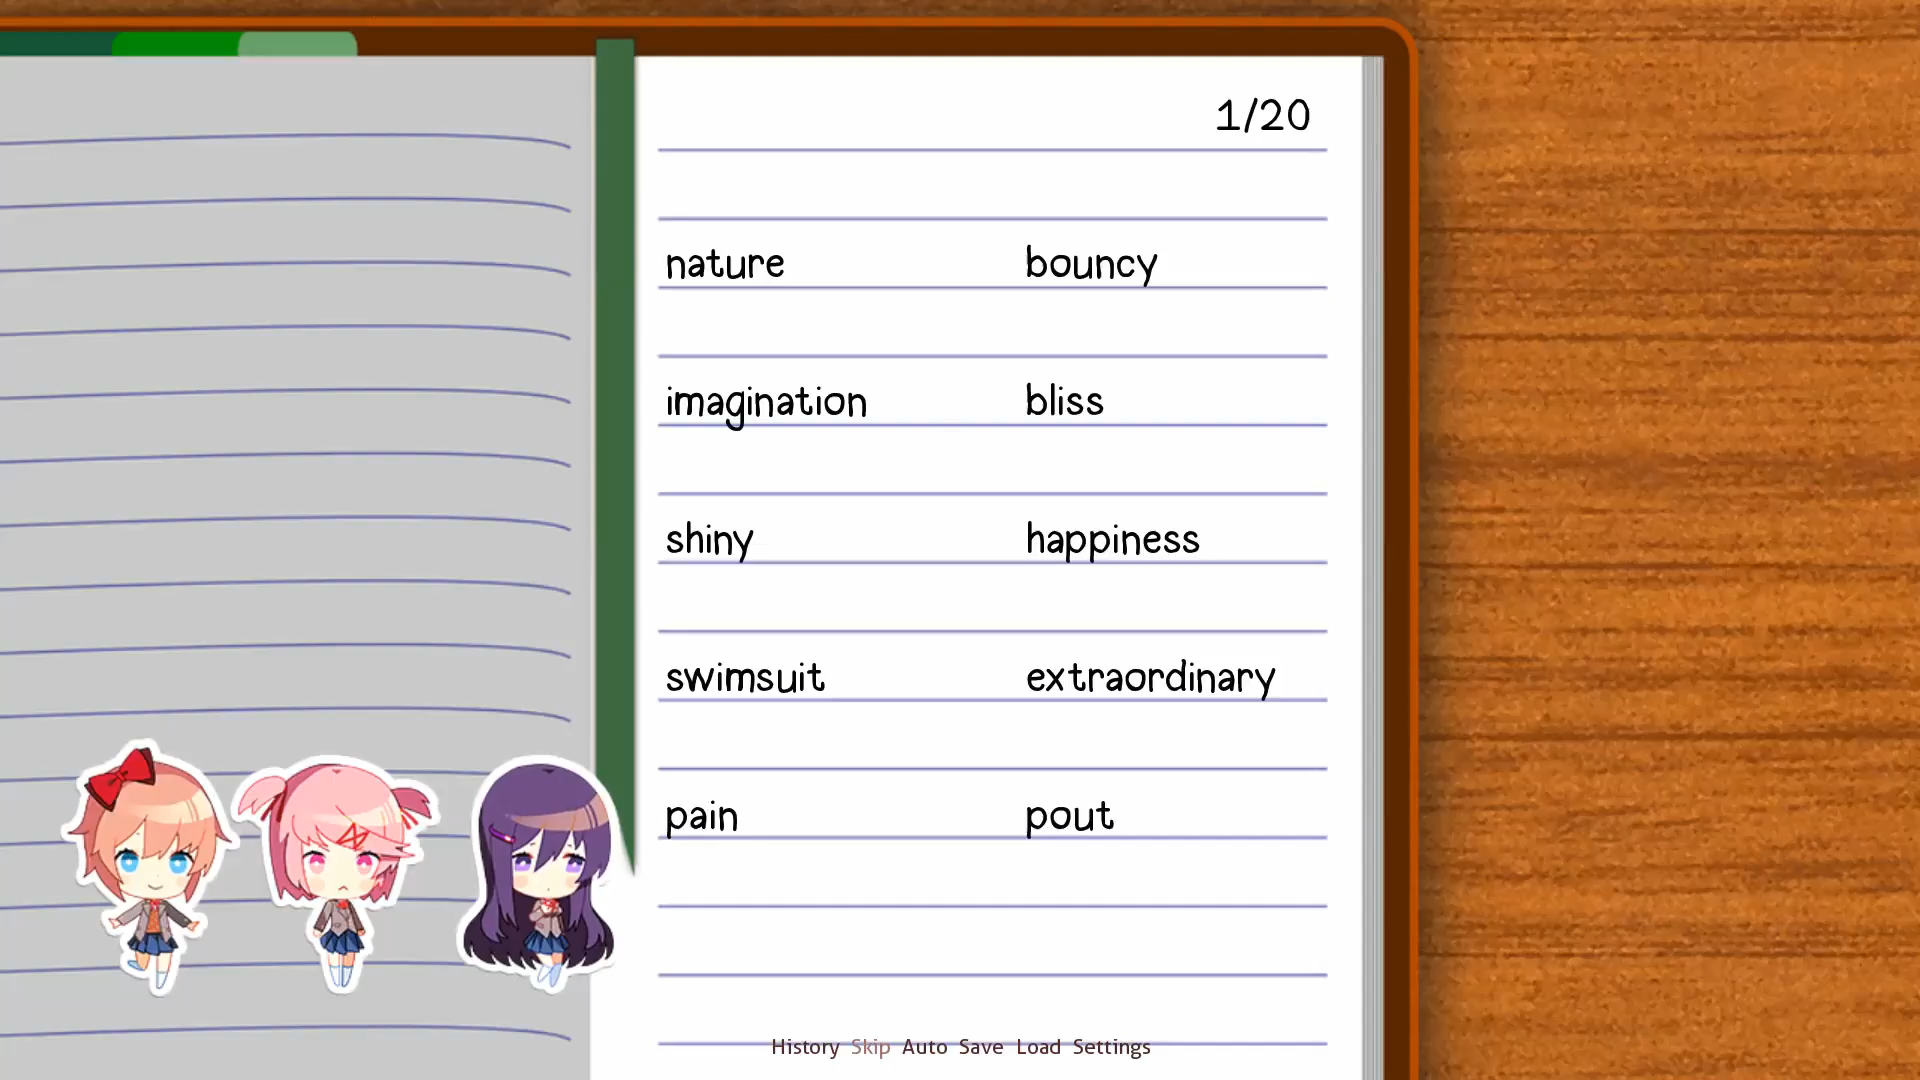 1/20
nature bouncy
imagination bliss
shiny happiness
swimsuit extraordinary
pain pout
History Skip Auto Save Load Settings